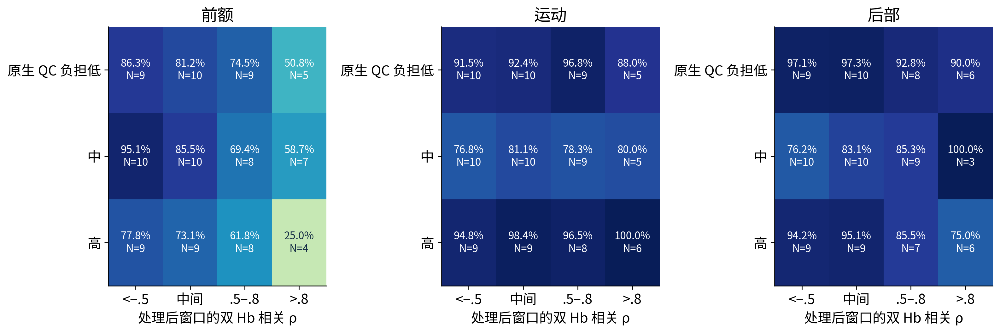 前额
原生 QC 负担低
86.3%
N=9
81.2%
N=10
74.5%
N=9
50.8%
N=5
中
95.1%
N=10
85.5%
N=10
69.4%
N=8
58.7%
N=7
高
77.8%
N=9
73.1%
N=9
61.8%
N=8
25.0%
N=4
<−.5
中间
.5–.8
>.8
处理后窗口的双 Hb 相关 ρ
运动
原生 QC 负担低
91.5%
N=10
92.4%
N=10
96.8%
N=9
88.0%
N=5
中
76.8%
N=10
81.1%
N=10
78.3%
N=9
80.0%
N=5
高
94.8%
N=9
98.4%
N=9
96.5%
N=8
100.0%
N=6
<−.5
中间
.5–.8
>.8
处理后窗口的双 Hb 相关 ρ
后部
原生 QC 负担低
97.1%
N=9
97.3%
N=10
92.8%
N=8
90.0%
N=6
中
76.2%
N=10
83.1%
N=10
85.3%
N=9
100.0%
N=3
高
94.2%
N=9
95.1%
N=9
85.5%
N=7
75.0%
N=6
<−.5
中间
.5–.8
>.8
处理后窗口的双 Hb 相关 ρ